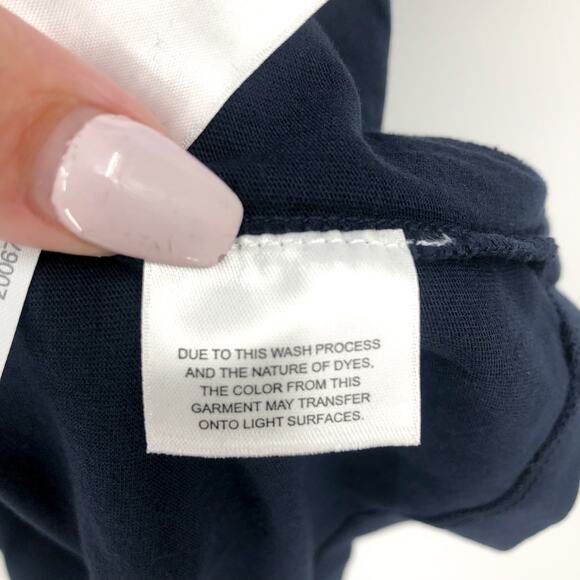 20067
DUE TO THIS WASH PROCESS
AND THE NATURE OF DYES,
THE COLOR FROM THIS
GARMENT MAY TRANSFER
ONTO LIGHT SURFACES.